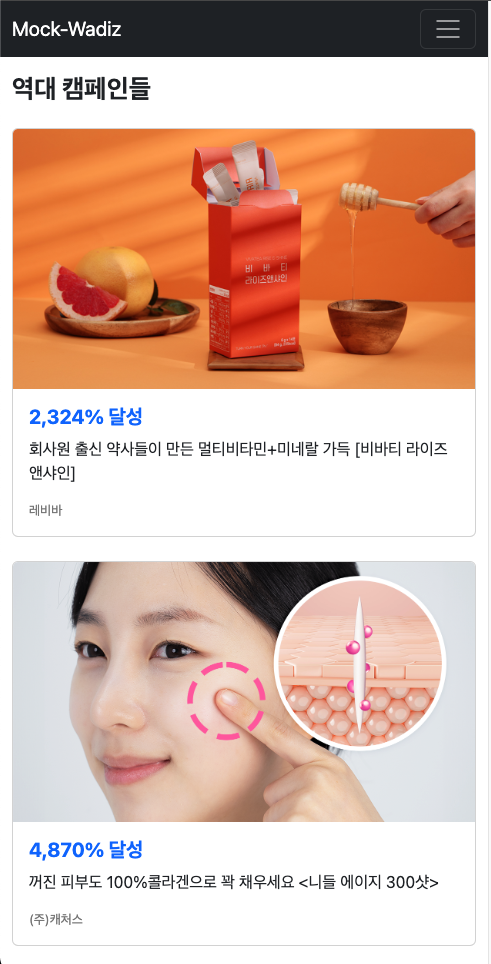 Mock-Wadiz
역대 캠페인들
비 바 티
라이즈앤샤인
2,324% 달성
회사원 출신 약사들이 만든 멀티비타민+미네랄 가득 [비바티 라이즈
앤샤인]
레비바
4,870% 달성
꺼진 피부도 100%콜라겐으로 꽉 채우세요 <니들 에이지 300샷>
(주)캐처스